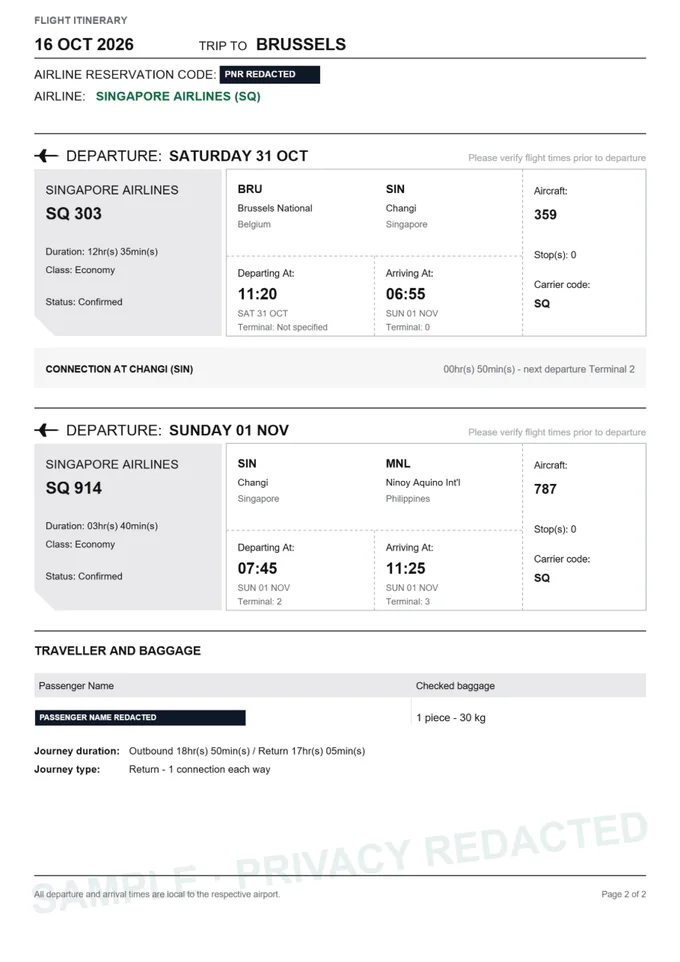 FLIGHT ITINERARY
16 OCT 2026 TRIP TO BRUSSELS
AIRLINE RESERVATION CODE: PNR REDACTED
AIRLINE: SINGAPORE AIRLINES (SQ)
DEPARTURE: SATURDAY 31 OCT Please verify flight times prior to departure
SINGAPORE AIRLINES
SQ 303
Duration: 12hr(s) 35min(s)
Class: Economy
Status: Confirmed
BRU
Brussels National
Belgium
SIN
Changi
Singapore
Departing At:
11:20
SAT 31 OCT
Terminal: Not specified
Arriving At:
06:55
SUN 01 NOV
Terminal: 0
Aircraft:
359
Stop(s): 0
Carrier code:
SQ
CONNECTION AT CHANGI (SIN) 00hr(s) 50min(s) - next departure Terminal 2
DEPARTURE: SUNDAY 01 NOV Please verify flight times prior to departure
SINGAPORE AIRLINES
SQ 914
Duration: 03hr(s) 40min(s)
Class: Economy
Status: Confirmed
SIN
Changi
Singapore
MNL
Ninoy Aquino Int'l
Philippines
Departing At:
07:45
SUN 01 NOV
Terminal: 2
Arriving At:
11:25
SUN 01 NOV
Terminal: 3
Aircraft:
787
Stop(s): 0
Carrier code:
SQ
TRAVELLER AND BAGGAGE
Passenger Name Checked baggage
PASSENGER NAME REDACTED 1 piece - 30 kg
Journey duration: Outbound 18hr(s) 50min(s) / Return 17hr(s) 05min(s)
Journey type: Return - 1 connection each way
SAMPLE · PRIVACY REDACTED
All departure and arrival times are local to the respective airport. Page 2 of 2